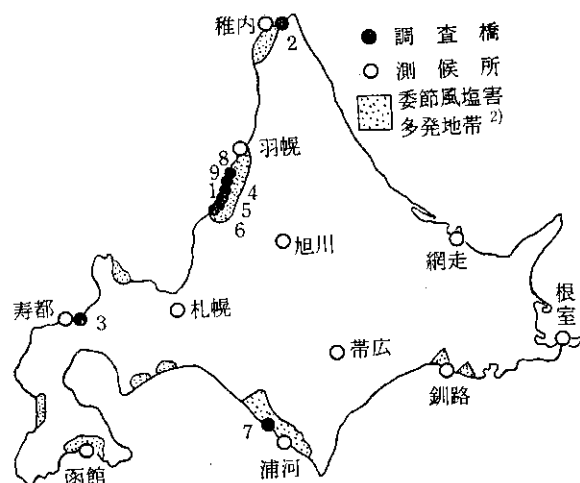 稚内
2
● 調査橋
○ 測候所
委節風塩害
多発地帯 2)
羽幌
8
9
1
4
5
6
旭川
網走
根室
寿都
3
札幌
帯広
釧路
7
浦河
函館